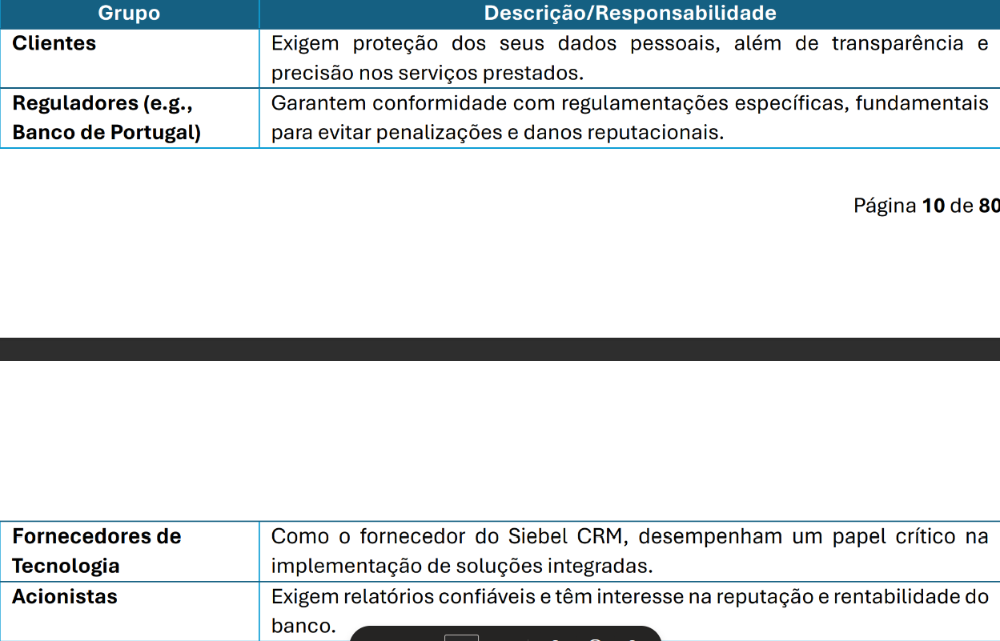 Grupo Descrição/Responsabilidade
Clientes Exigem proteção dos seus dados pessoais, além de transparência e
precisão nos serviços prestados.
Reguladores (e.g., Garantem conformidade com regulamentações específicas, fundamentais
Banco de Portugal) para evitar penalizações e danos reputacionais.
Página 10 de 80
Fornecedores de Como o fornecedor do Siebel CRM, desempenham um papel crítico na
Tecnologia implementação de soluções integradas.
Acionistas Exigem relatórios confiáveis e têm interesse na reputação e rentabilidade do
banco.